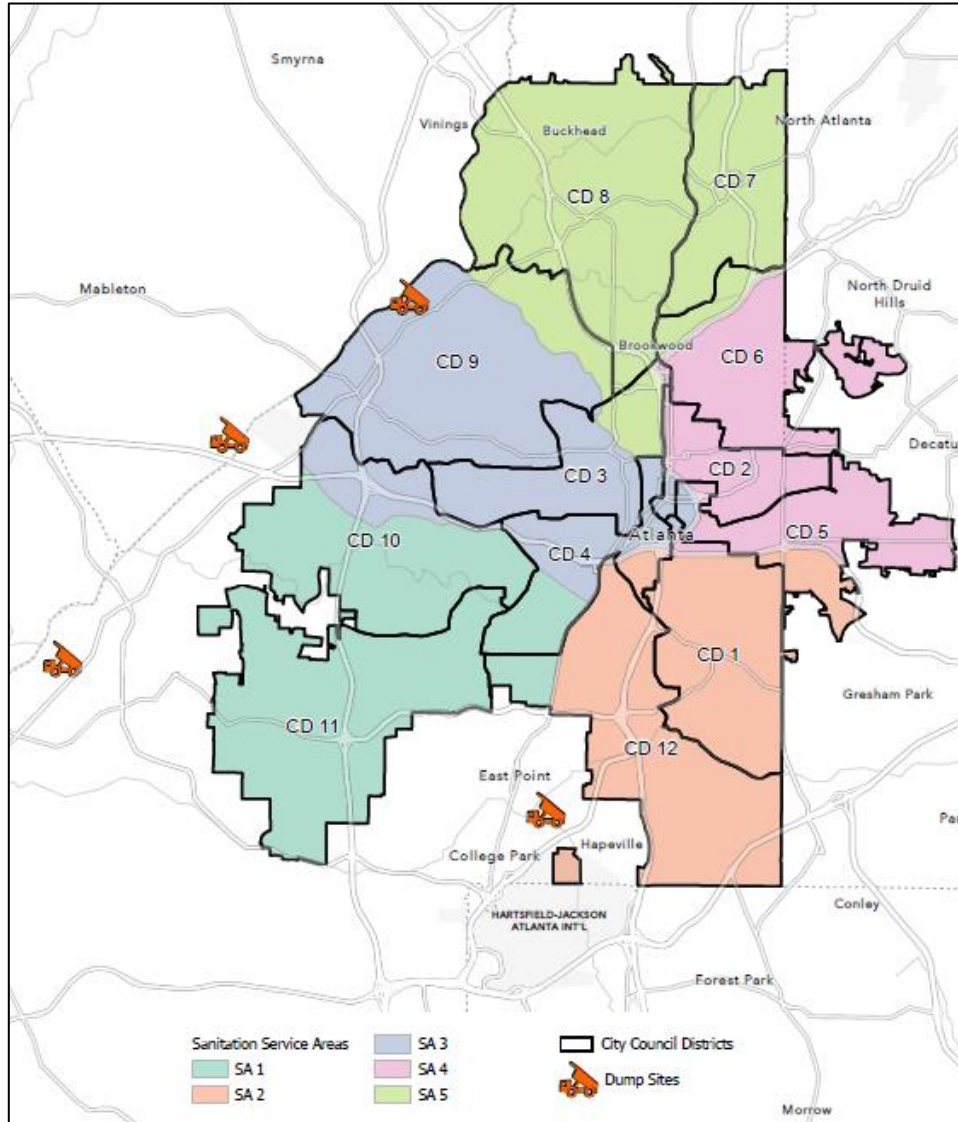 Smyrna
Vinings
Buckhead
North Atlanta
CD 7
CD 8
Mableton
North Druid
Hills
Brookwood
CD 9
CD 6
Decatu
CD 3
CD 2
Atlanta
CD 5
CD 10
CD 4
CD 1
Gresham Park
CD 11
CD 12
East Point
College Park
Hapeville
Pa
HARTSFIELD-JACKSON
ATLANTA INT'L
Conley
Forest Park
Sanitation Service Areas
SA 1
SA 2
SA 3
SA 4
SA 5
City Council Districts
Dump Sites
Morrow